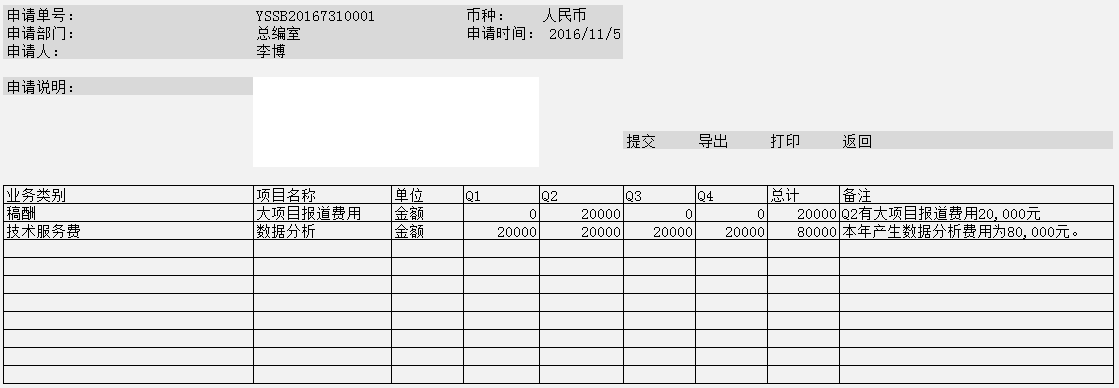 申请单号: YSSB20167310001 币种: 人民币
申请部门: 总编室 申请时间: 2016/11/5
申请人: 李博
申请说明:
提交 导出 打印 返回
业务类别 项目名称 单位 Q1 Q2 Q3 Q4 总计 备注
稿酬 大项目报道费用 金额 0 20000 0 0 20000 Q2有大项目报道费用20,000元
技术服务费 数据分析 金额 20000 20000 20000 20000 80000 本年产生数据分析费用为80,000元。